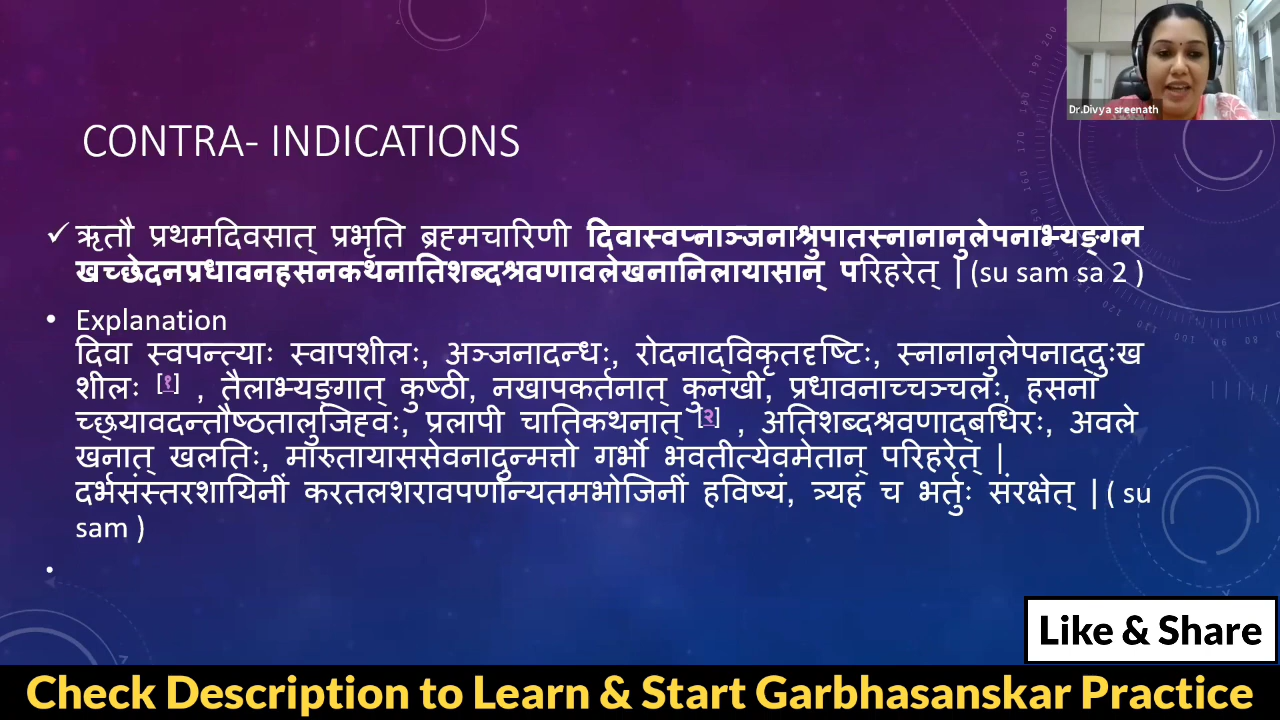 Dr.Divya sreenath
CONTRA- INDICATIONS
ऋतौ प्रथमदिवसात् प्रभृति ब्रह्मचारिणी दिवास्वप्नाञ्जनाश्रुपातस्नानानुलेपनाभ्यङ्गन
खच्छेदनप्रधावनहसनकथनातिशब्दश्रवणावलेखनानिलायासान् परिहरेत् | (su sam sa 2 )
• Explanation
दिवा स्वपन्त्याः स्वापशीलः, अञ्जनादन्धः, रोदनाद्विकृतदृष्टिः, स्नानानुलेपनाद्दुःख
शीलः [१] , तैलाभ्यङ्गात् कुष्ठी, नखापकर्तनात् कुनखी, प्रधावनाच्चञ्चलः, हसना
च्छ्यावदन्तौष्ठतालुजिह्वः, प्रलापी चातिकथनात् [२] , अतिशब्दश्रवणाद्बधिरः, अवले
खनात् खलतिः, मारुतायाससेवनादुन्मत्तो गर्भो भवतीत्येवमेतान् परिहरेत् |
दर्भसंस्तरशायिनीं करतलशरावपर्णान्यतमभोजिनीं हविष्यं, त्र्यहं च भर्तुः संरक्षेत् | ( su
sam )
Like & Share
Check Description to Learn & Start Garbhasanskar Practice